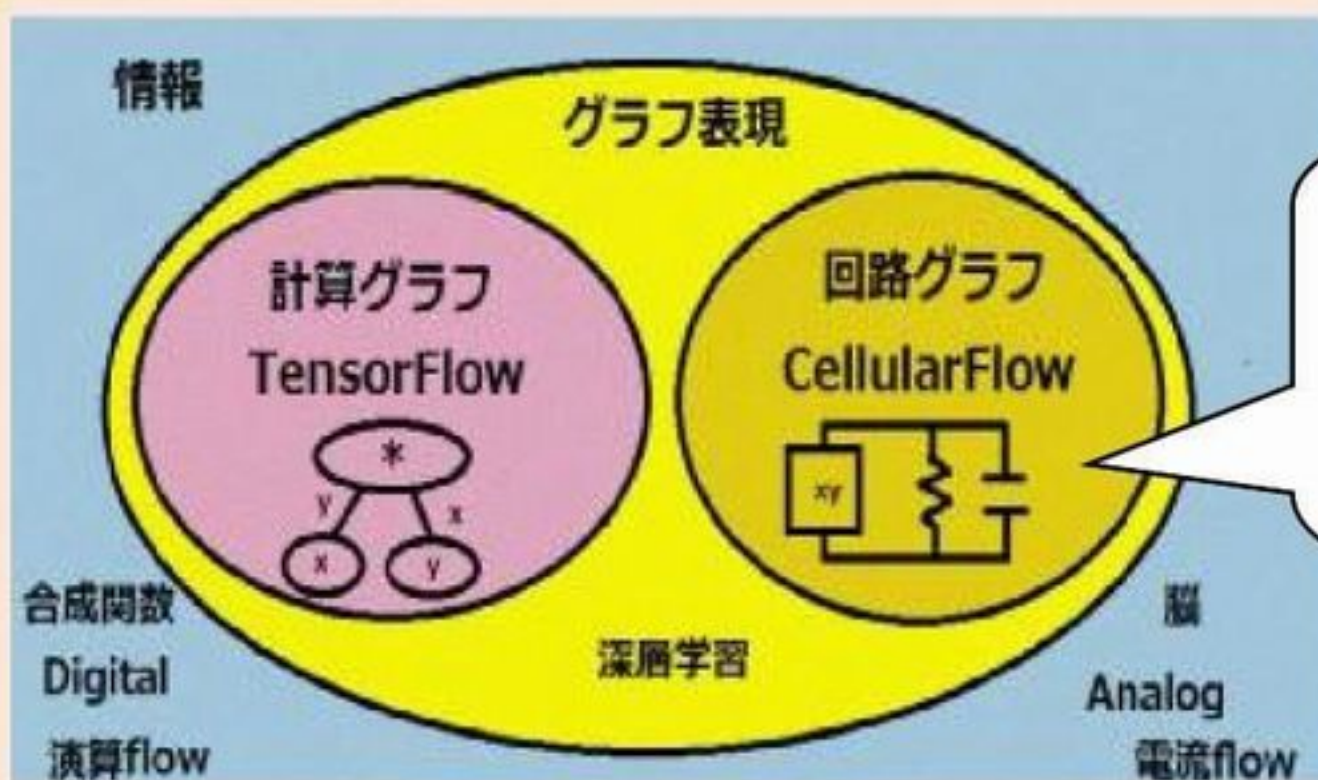 情報
グラフ表現
計算グラフ
TensorFlow
*
y x
x y
回路グラフ
CellularFlow
xy
深層学習
合成関数
Digital
演算flow
脳
Analog
電流flow